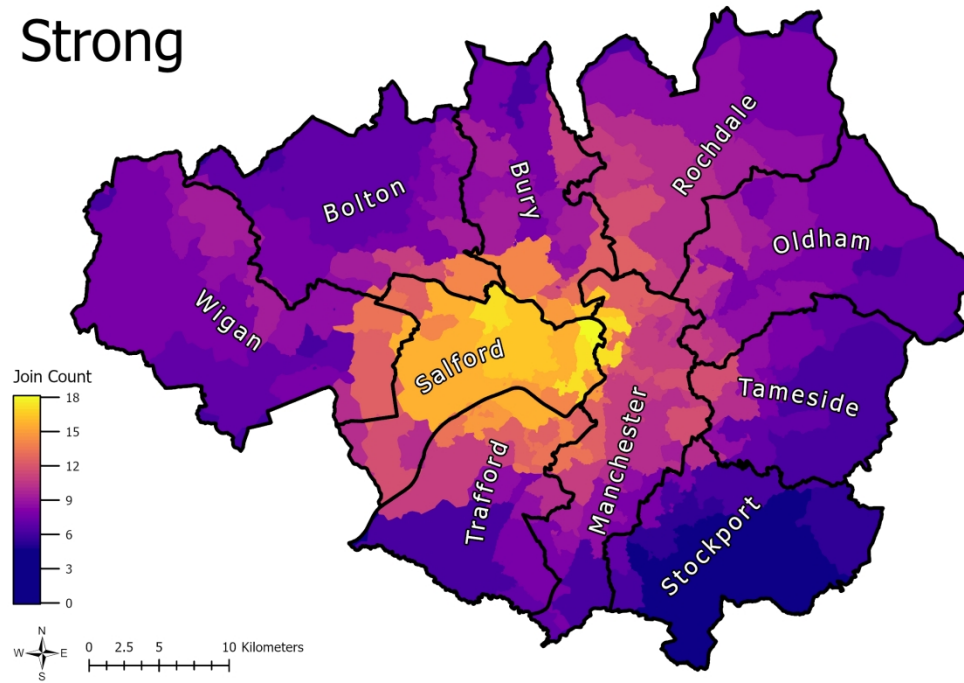 Strong
Rochdale
Bury
Bolton
Oldham
Wigan
Salford
Tameside
Manchester
Trafford
Stockport
Join Count
18
15
12
9
6
3
0
N
W E
S
0 2.5 5 10 Kilometers